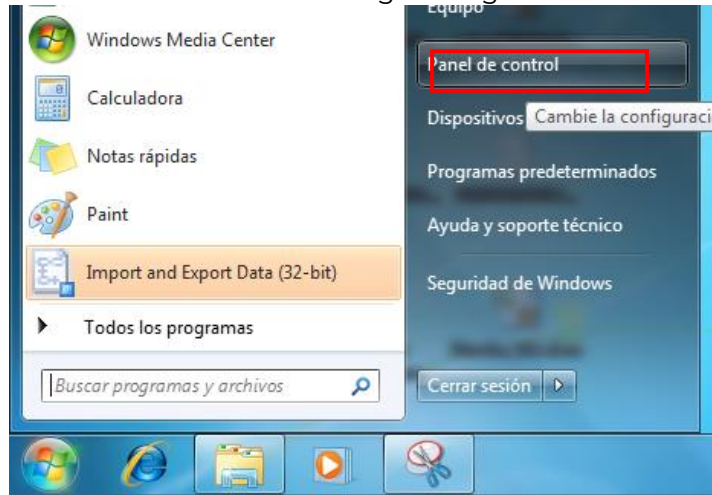 Equipo
Windows Media Center
Panel de control
Calculadora
Dispositivos
Cambie la configuraci
Notas rápidas
Programas predeterminados
Paint
Ayuda y soporte técnico
Import and Export Data (32-bit)
Seguridad de Windows
Todos los programas
Buscar programas y archivos
Cerrar sesión